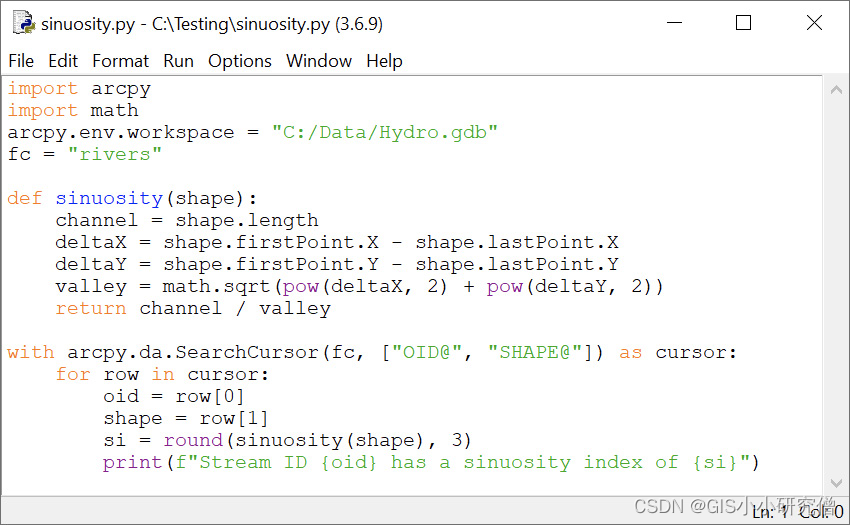 sinuosity.py - C:\Testing\sinuosity.py (3.6.9)
File Edit Format Run Options Window Help
import arcpy
import math
arcpy.env.workspace = "C:/Data/Hydro.gdb"
fc = "rivers"
def sinuosity(shape):
    channel = shape.length
    deltaX = shape.firstPoint.X - shape.lastPoint.X
    deltaY = shape.firstPoint.Y - shape.lastPoint.Y
    valley = math.sqrt(pow(deltaX, 2) + pow(deltaY, 2))
    return channel / valley
with arcpy.da.SearchCursor(fc, ["OID@", "SHAPE@"]) as cursor:
    for row in cursor:
        oid = row[0]
        shape = row[1]
        si = round(sinuosity(shape), 3)
        print(f"Stream ID {oid} has a sinuosity index of {si}")
Ln: 1 Col: 0
CSDN @GIS小小研究僧